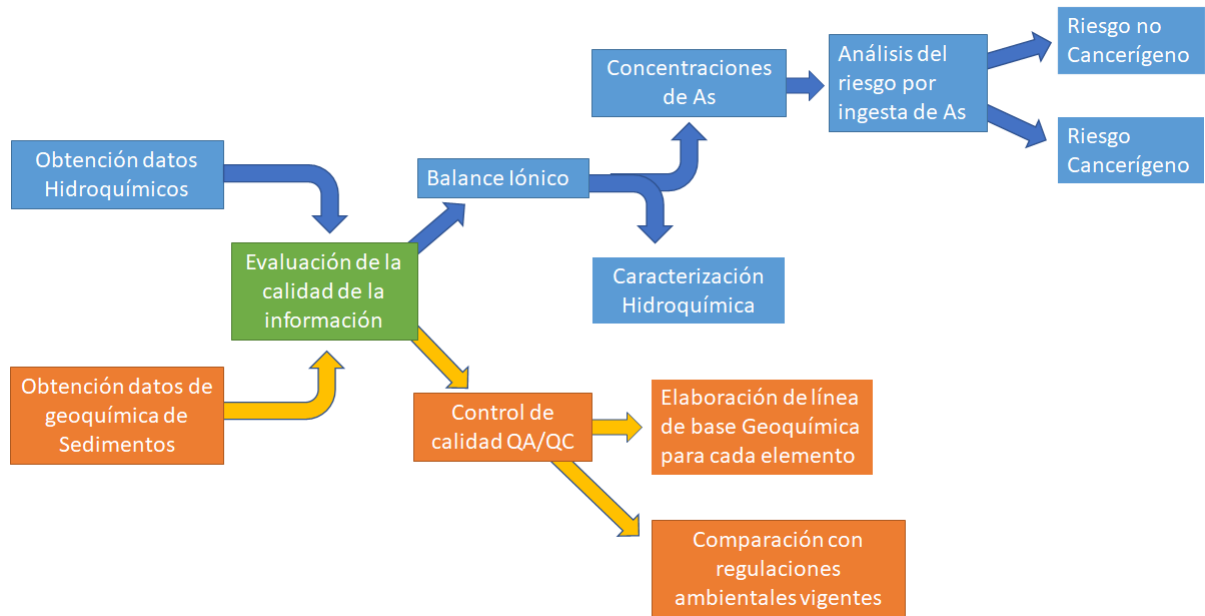 Obtención datos
Hidroquímicos
Obtención datos de
geoquímica de
Sedimentos
Evaluación de la
calidad de la
información
Balance Iónico
Concentraciones
de As
Análisis del
riesgo por
ingesta de As
Riesgo no
Cancerígeno
Riesgo
Cancerígeno
Caracterización
Hidroquímica
Control de
calidad QA/QC
Elaboración de línea
de base Geoquímica
para cada elemento
Comparación con
regulaciones
ambientales vigentes